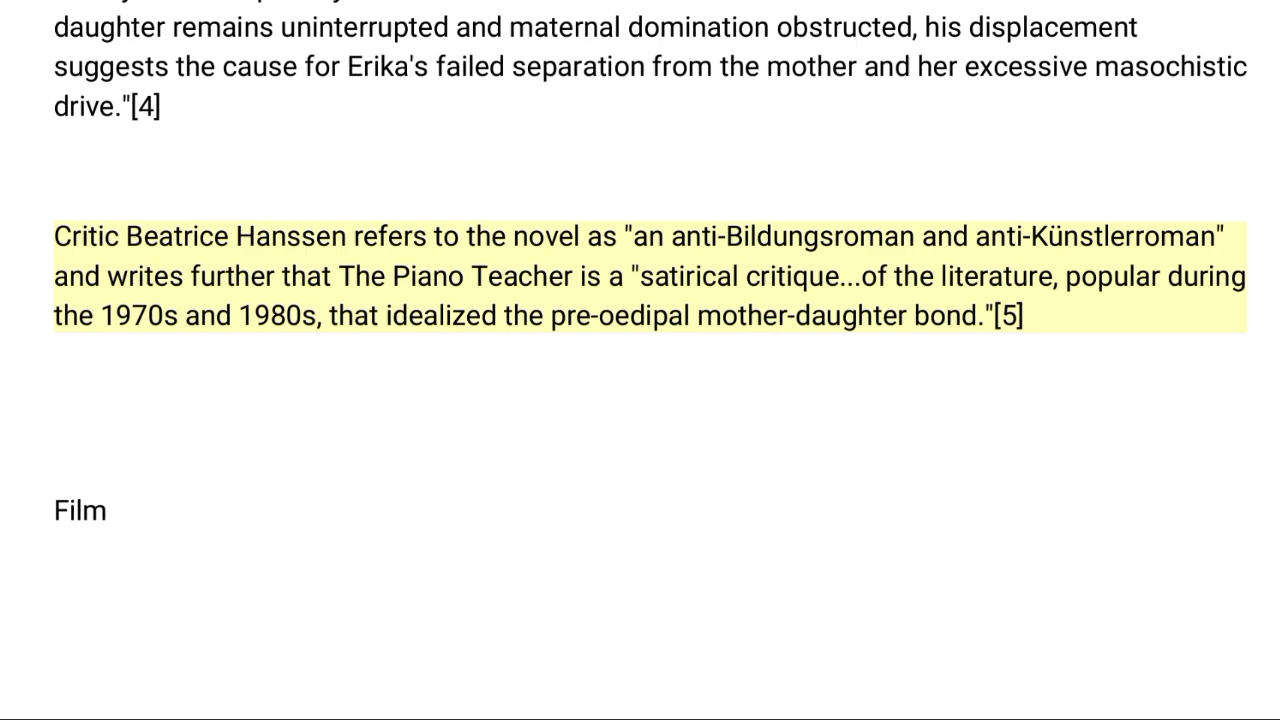 daughter remains uninterrupted and maternal domination obstructed, his displacement
suggests the cause for Erika's failed separation from the mother and her excessive masochistic
drive."[4]
Critic Beatrice Hanssen refers to the novel as "an anti-Bildungsroman and anti-Künstlerroman"
and writes further that The Piano Teacher is a "satirical critique...of the literature, popular during
the 1970s and 1980s, that idealized the pre-oedipal mother-daughter bond."[5]
Film